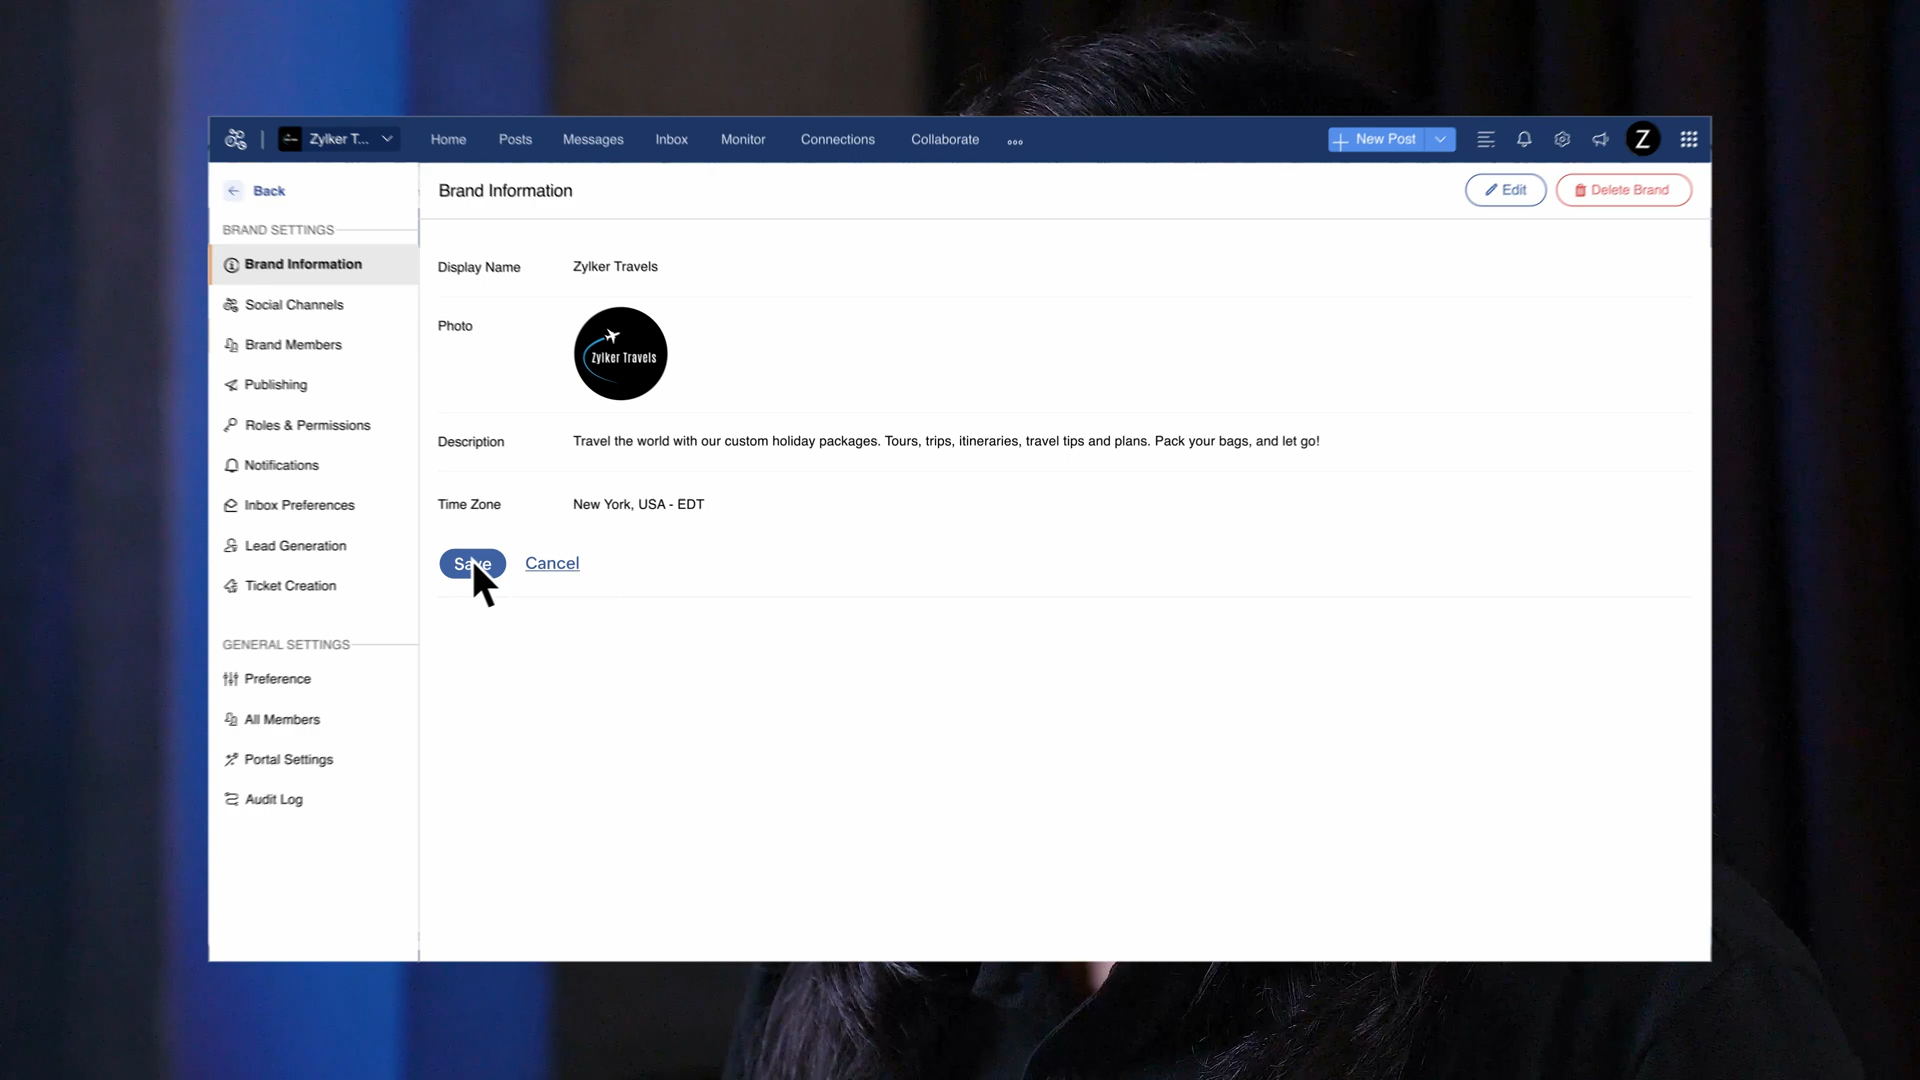 Zylker T...
Home
Posts
Messages
Inbox
Monitor
Connections
Collaborate
New Post
Z
Back
Brand Information
Edit
Delete Brand
BRAND SETTINGS
Brand Information
Social Channels
Brand Members
Publishing
Roles & Permissions
Notifications
Inbox Preferences
Lead Generation
Ticket Creation
GENERAL SETTINGS
Preference
All Members
Portal Settings
Audit Log
Display Name
Zylker Travels
Photo
Zylker Travels
Description
Travel the world with our custom holiday packages. Tours, trips, itineraries, travel tips and plans. Pack your bags, and let go!
Time Zone
New York, USA - EDT
Save
Cancel